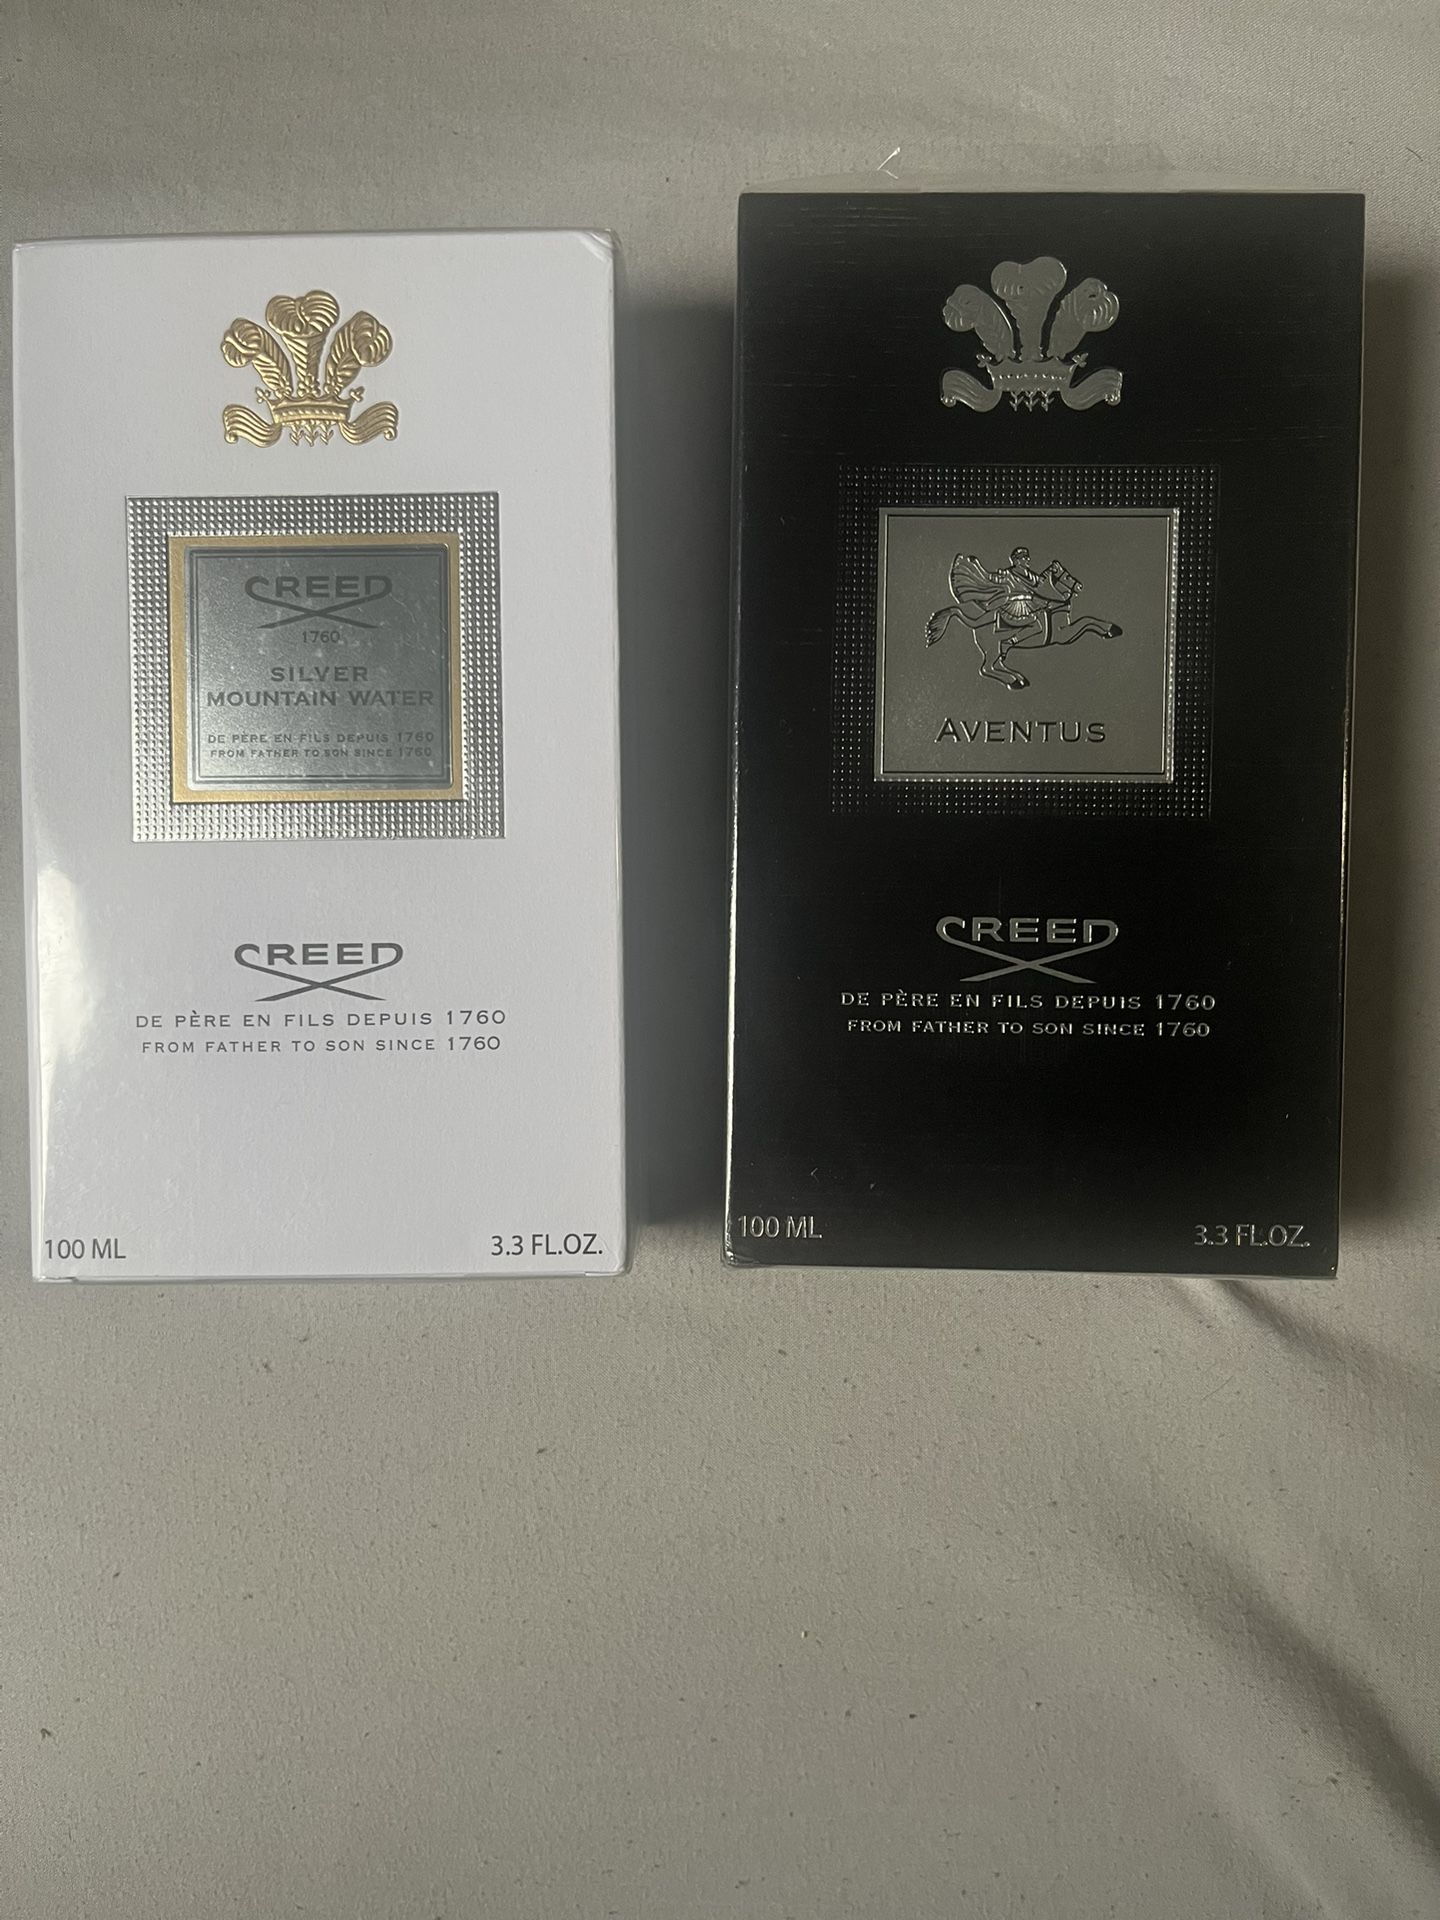 CREED
1760
SILVER
MOUNTAIN WATER
DE PÈRE EN FILS DEPUIS 1760
FROM FATHER TO SON SINCE 1760
CREED
DE PÈRE EN FILS DEPUIS 1760
FROM FATHER TO SON SINCE 1760
100 ML
3.3 FL.OZ.
AVENTUS
CREED
DE PÈRE EN FILS DEPUIS 1760
FROM FATHER TO SON SINCE 1760
100 ML
3.3 FL.OZ.